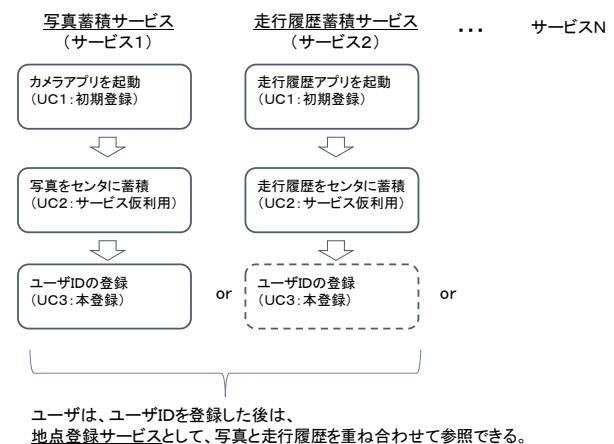 写真蓄積サービス
（サービス１）
走行履歴蓄積サービス
（サービス２）
・・・
サービスＮ
カメラアプリを起動
（ＵＣ１：初期登録）
走行履歴アプリを起動
（ＵＣ１：初期登録）
写真をセンタに蓄積
（ＵＣ２：サービス仮利用）
走行履歴をセンタに蓄積
（ＵＣ２：サービス仮利用）
ユーザIDの登録
（ＵＣ３：本登録）
or
ユーザIDの登録
（ＵＣ３：本登録）
or
ユーザは、ユーザIDを登録した後は、
地点登録サービスとして、写真と走行履歴を重ね合わせて参照できる。